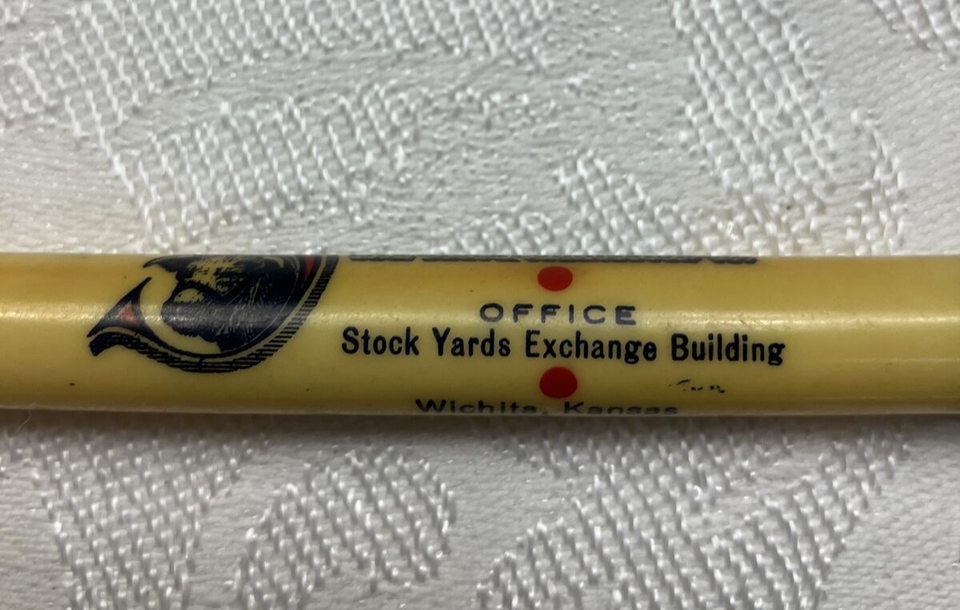 OFFICE
Stock Yards Exchange Building
Wichita, Kansas